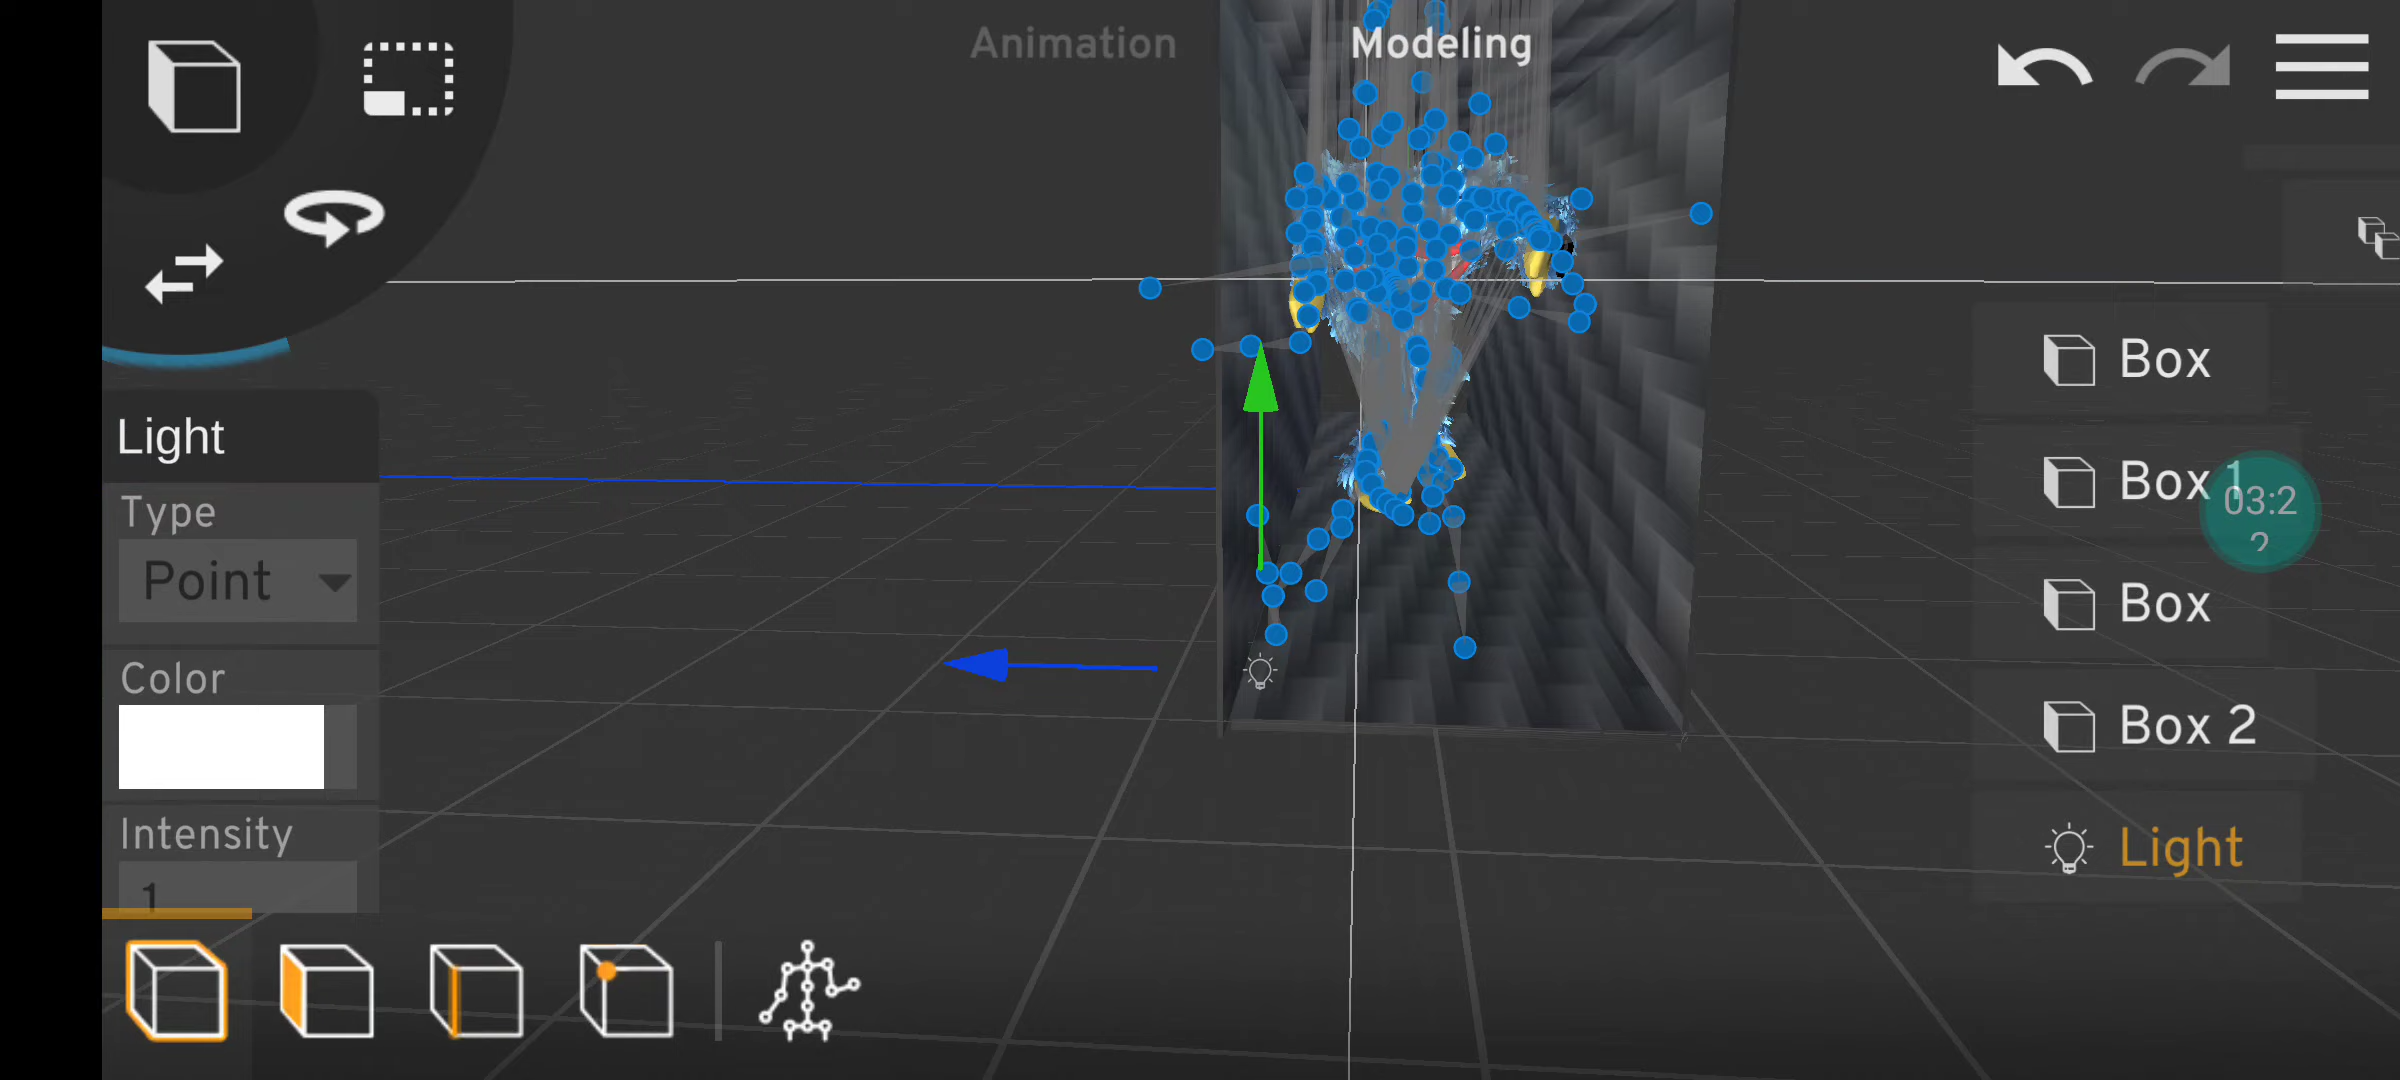 Animation
Modeling
Light
Type
Point
Color
Intensity
1
Box
Box 1
03:2
2
Box
Box 2
Light